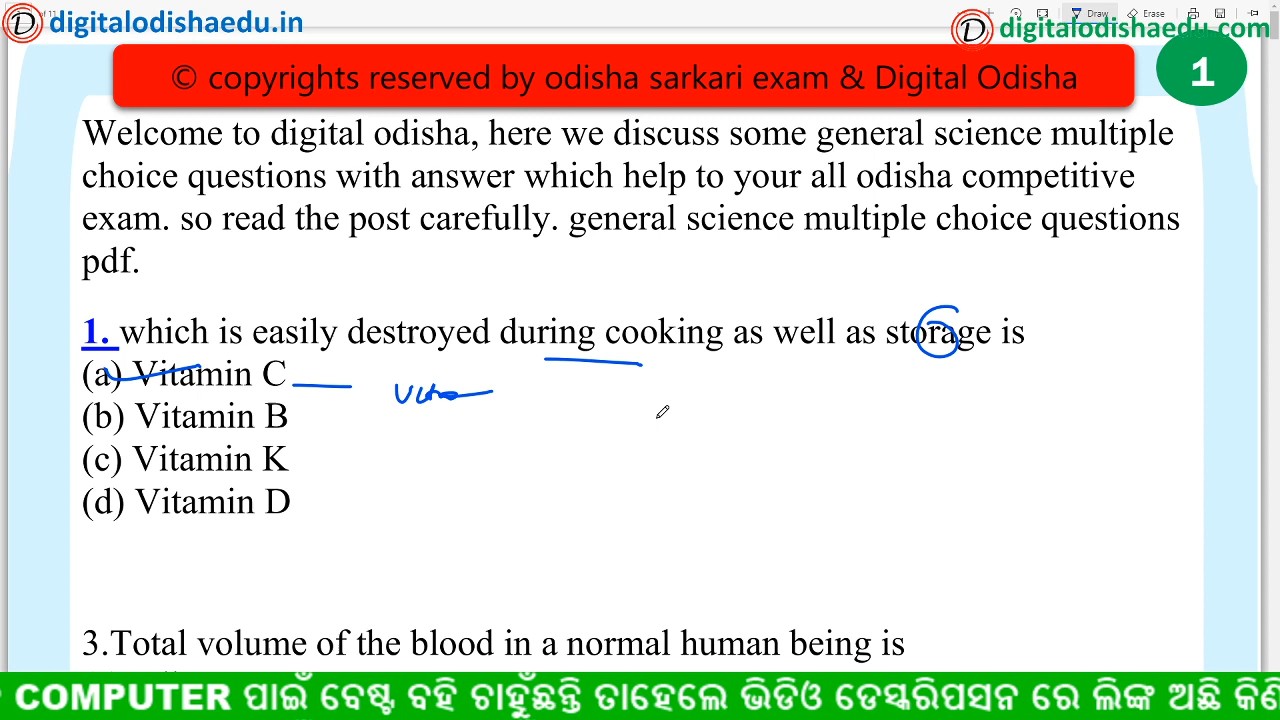 of 11
Draw
Erase
D digitalodishaedu.in
D digitalodishaedu.com
© copyrights reserved by odisha sarkari exam & Digital Odisha
1
Welcome to digital odisha, here we discuss some general science multiple
choice questions with answer which help to your all odisha competitive
exam. so read the post carefully. general science multiple choice questions
pdf.
1. which is easily destroyed during cooking as well as storage is
(a) Vitamin C
(b) Vitamin B
(c) Vitamin K
(d) Vitamin D
3.Total volume of the blood in a normal human being is
COMPUTER ପାଇଁ ବେଷ୍ଟ ବହି ଚାହୁଁଛନ୍ତି ତାହେଲେ ଭିଡିଓ ଡେସ୍କରିପସନ ରେ ଲିଙ୍କ ଅଛି କିଣି